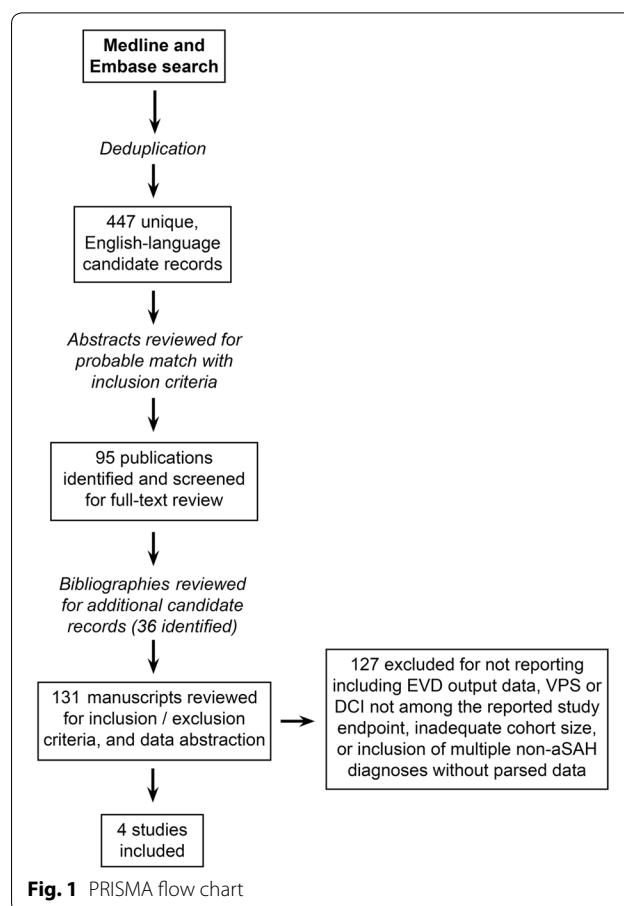 Medline and
Embase search
Deduplication
447 unique,
English-language
candidate records
Abstracts reviewed for
probable match with
inclusion criteria
95 publications
identified and screened
for full-text review
Bibliographies reviewed
for additional candidate
records (36 identified)
131 manuscripts reviewed
for inclusion / exclusion
criteria, and data abstraction
127 excluded for not reporting
including EVD output data, VPS or
DCI not among the reported study
endpoint, inadequate cohort size,
or inclusion of multiple non-aSAH
diagnoses without parsed data
4 studies
included
Fig. 1 PRISMA flow chart